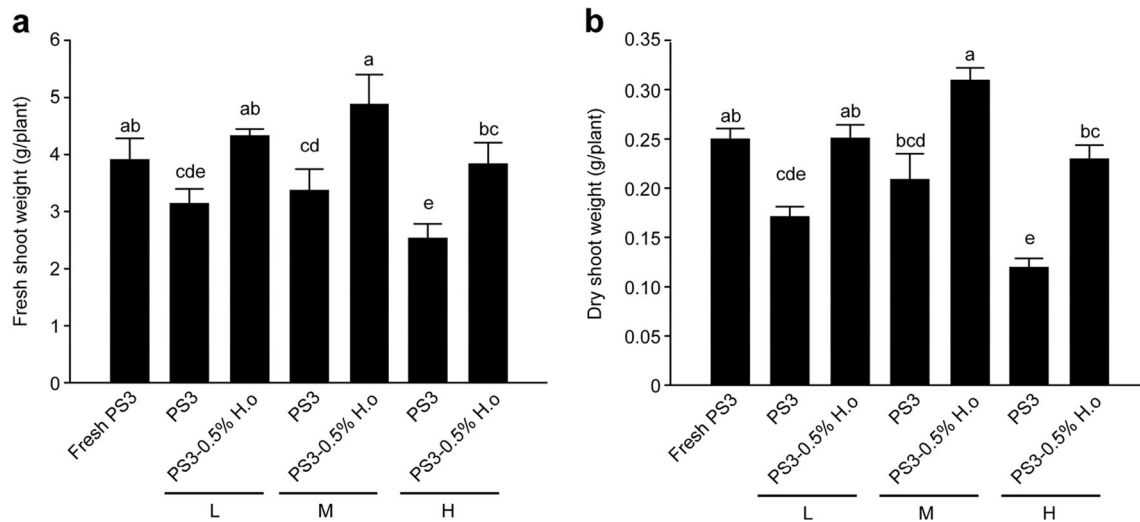 a
Fresh shoot weight (g/plant)
6
5
4
3
2
1
0
ab
cde
ab
cd
a
e
bc
Fresh PS3
PS3
PS3-0.5% H.o
PS3
PS3-0.5% H.o
PS3
PS3-0.5% H.o
L
M
H
b
Dry shoot weight (g/plant)
0.35
0.30
0.25
0.20
0.15
0.10
0.05
0
ab
cde
ab
bcd
a
e
bc
Fresh PS3
PS3
PS3-0.5% H.o
PS3
PS3-0.5% H.o
PS3
PS3-0.5% H.o
L
M
H